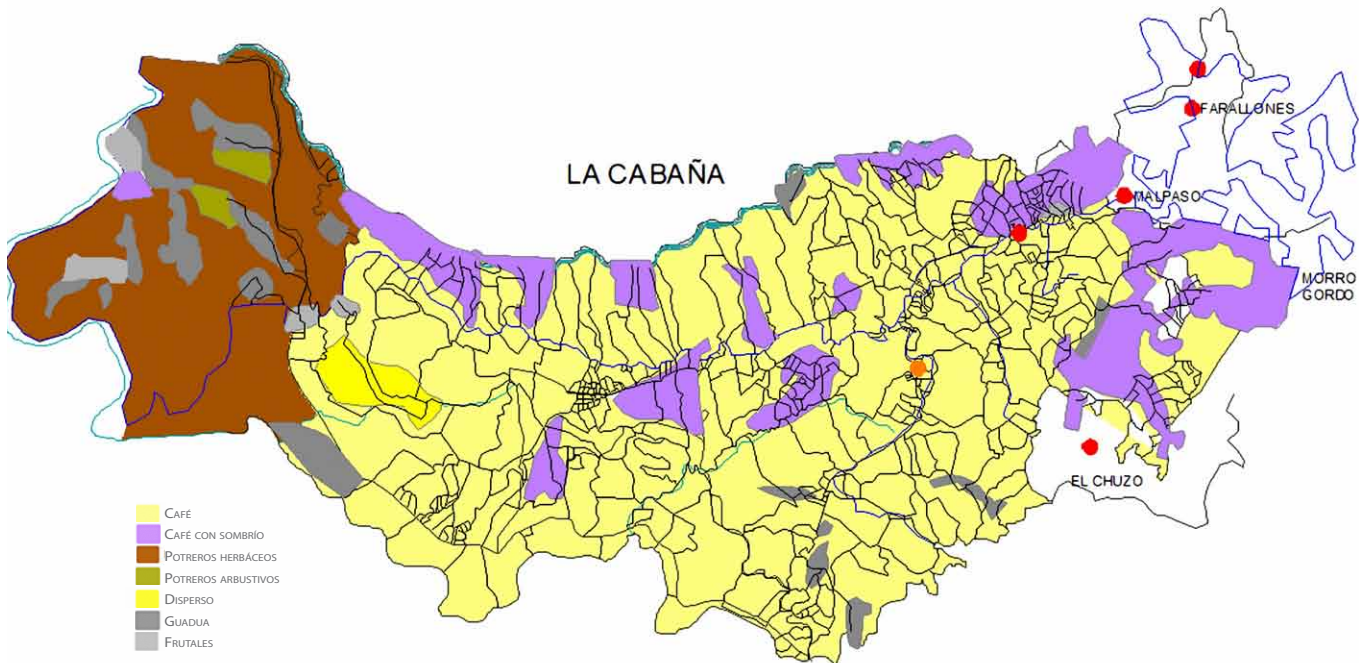 FARALLONES
LA CABAÑA
MALPASO
MORRO
GORDO
EL CHUZO
CAFÉ
CAFÉ CON SOMBRÍO
POTREROS HERBÁCEOS
POTREROS ARBUSTIVOS
DISPERSO
GUADUA
FRUTALES